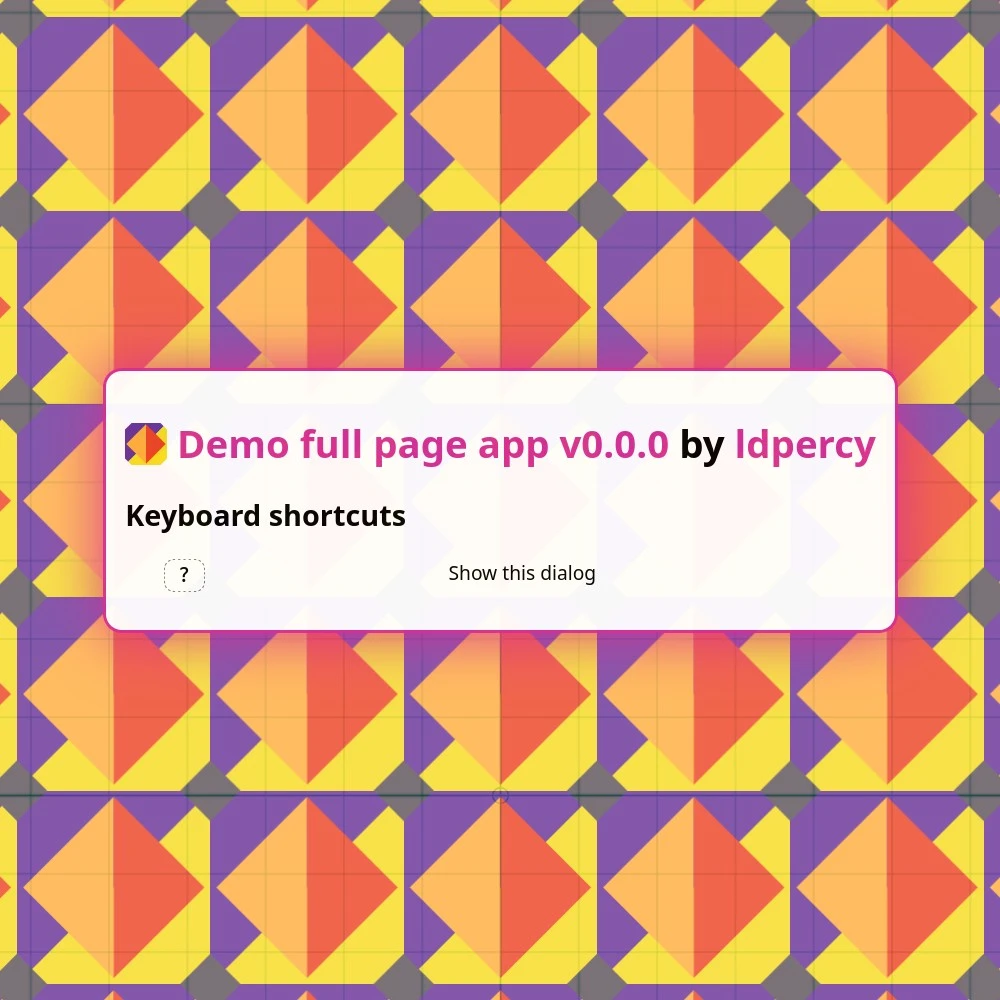 Demo full page app v0.0.0 by ldpercy
Keyboard shortcuts
? Show this dialog